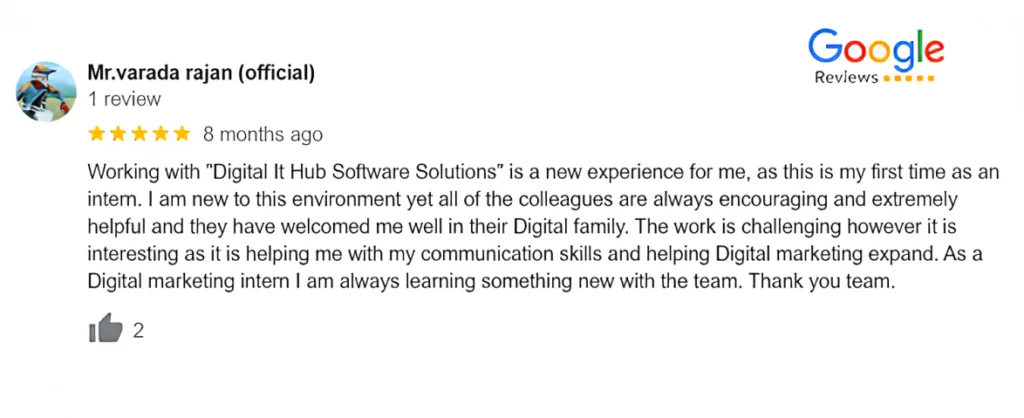 Google
Reviews
Mr.varada rajan (official)
1 review
8 months ago
Working with "Digital It Hub Software Solutions" is a new experience for me, as this is my first time as an
intern. I am new to this environment yet all of the colleagues are always encouraging and extremely
helpful and they have welcomed me well in their Digital family. The work is challenging however it is
interesting as it is helping me with my communication skills and helping Digital marketing expand. As a
Digital marketing intern I am always learning something new with the team. Thank you team.
2